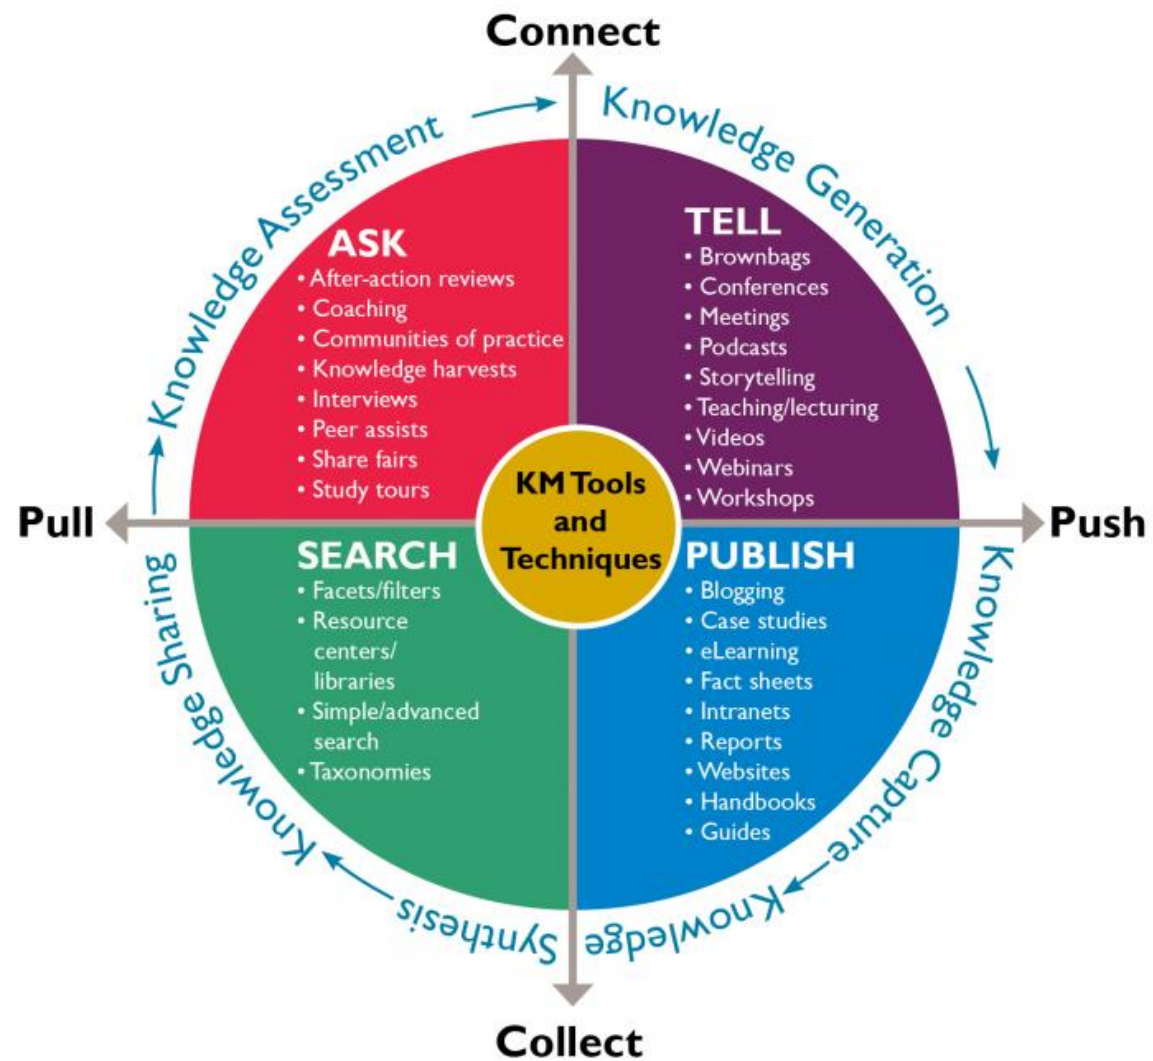 Connect
Knowledge Assessment
Knowledge Generation
ASK
• After-action reviews
• Coaching
• Communities of practice
• Knowledge harvests
• Interviews
• Peer assists
• Share fairs
• Study tours
TELL
• Brownbags
• Conferences
• Meetings
• Podcasts
• Storytelling
• Teaching/lecturing
• Videos
• Webinars
• Workshops
KM Tools
and
Techniques
Pull
Push
SEARCH
• Facets/filters
• Resource
centers/
libraries
• Simple/advanced
search
• Taxonomies
PUBLISH
• Blogging
• Case studies
• eLearning
• Fact sheets
• Intranets
• Reports
• Websites
• Handbooks
• Guides
Knowledge Capture
Knowledge Synthesis
Knowledge Sharing
Collect